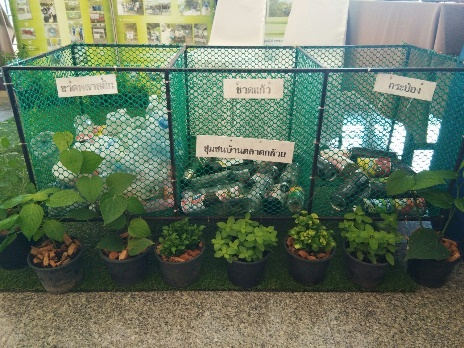 ขวดพลาสติก
ขวดแก้ว
กระป๋อง
ชุมชนบ้านตลาดกล้วย